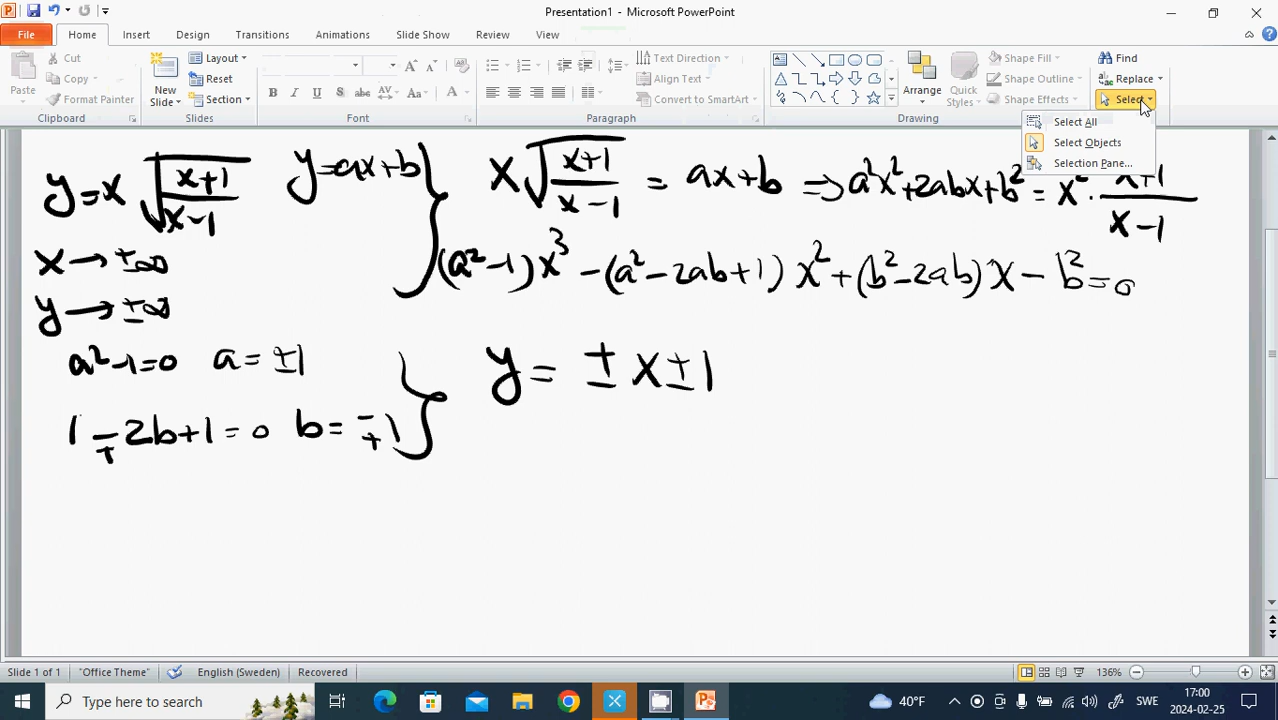 Presentation1 - Microsoft PowerPoint
File Home Insert Design Transitions Animations Slide Show Review View
Paste Cut Copy Format Painter
New Slide Layout Reset Section
B I U S abc AV Aa A
Text Direction Align Text Convert to SmartArt
Arrange Quick Styles Shape Fill Shape Outline Shape Effects
Find Replace Select
Clipboard Slides Font Paragraph Drawing
Select All
Select Objects
Selection Pane...
y=x√((x+1)/(x-1)) y=ax+b } x√((x+1)/(x-1)) = ax+b ⇒ a²x²+2abx+b² = x² · (x+1)/(x-1)
x → ±∞ (a²-1)x³ - (a²-2ab+1) x² + (b²-2ab) x - b² = 0
y → ±∞
a²-1=0 a = ±1 } y = ± x ± 1
1 ∓ 2b+1 = 0 b = ∓1
Slide 1 of 1 "Office Theme" English (Sweden) Recovered 136%
Type here to search 40°F SWE 17:00
2024-02-25